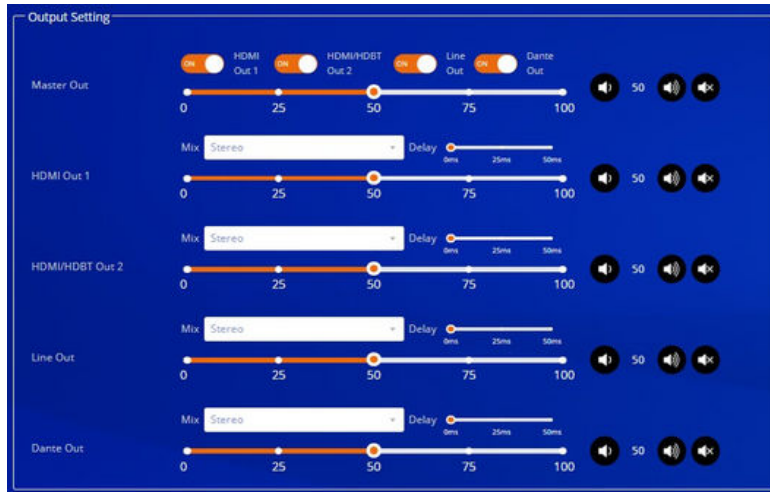 Output Setting
ON HDMI Out 1 ON HDMI/HDBT Out 2 ON Line Out ON Dante Out
Master Out 50
0 25 50 75 100
Mix Stereo Delay
0ms 25ms 50ms
HDMI Out 1 50
0 25 50 75 100
Mix Stereo Delay
0ms 25ms 50ms
HDMI/HDBT Out 2 50
0 25 50 75 100
Mix Stereo Delay
0ms 25ms 50ms
Line Out 50
0 25 50 75 100
Mix Stereo Delay
0ms 25ms 50ms
Dante Out 50
0 25 50 75 100